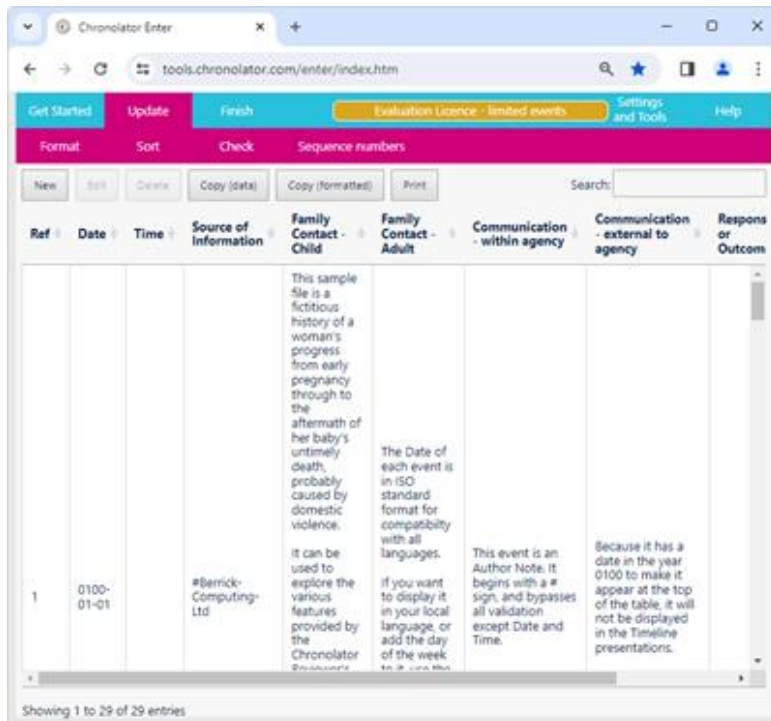 Chronolator Enter
tools.chronolator.com/enter/index.htm
Get Started Update Finish Evaluation Licence - limited events Settings and Tools Help
Format Sort Check Sequence numbers
New Edit Delete Copy (data) Copy (formatted) Print Search:
Ref Date Time Source of Information Family Contact - Child Family Contact - Adult Communication - within agency Communication - external to agency Respons or Outcom
1
0100-
01-01
#Berrick-
Computing-
Ltd
This sample
file is a
fictitious
history of a
woman's
progress
from early
pregnancy
through to
the
aftermath of
her baby's
untimely
death,
probably
caused by
domestic
violence.
It can be
used to
explore the
various
features
provided by
the
Chronolator
The Date of
each event is
in ISO
standard
format for
compatibilty
with all
languages.
If you want
to display it
in your local
language, or
add the day
of the week
to it, use the
This event is an
Author Note. It
begins with a #
sign, and bypasses
all validation
except Date and
Time.
Because it has a
date in the year
0100 to make it
appear at the top
of the table, it will
not be displayed
in the Timeline
presentations.
Showing 1 to 29 of 29 entries